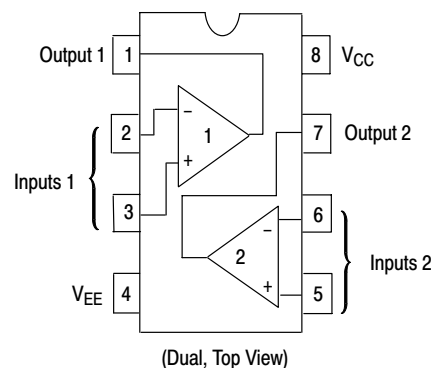 Output 1
1
8
VCC
2
−
1
+
7
Output 2
Inputs 1
3
6
−
2
+
Inputs 2
VEE
4
5
(Dual, Top View)